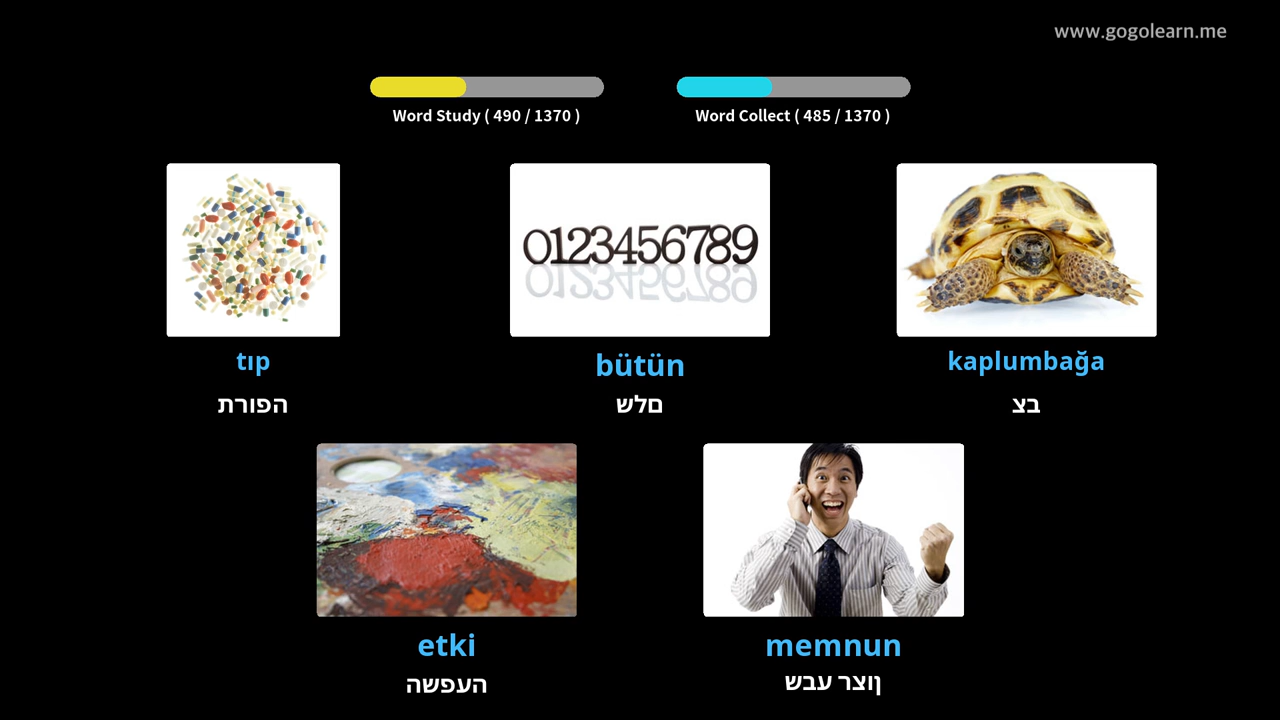 www.gogolearn.me
Word Study ( 490 / 1370 )
Word Collect ( 485 / 1370 )
tıp
הפורת
bütün
םלש
kaplumbağa
בצ
etki
העפשה
memnun
ןוצר עבש